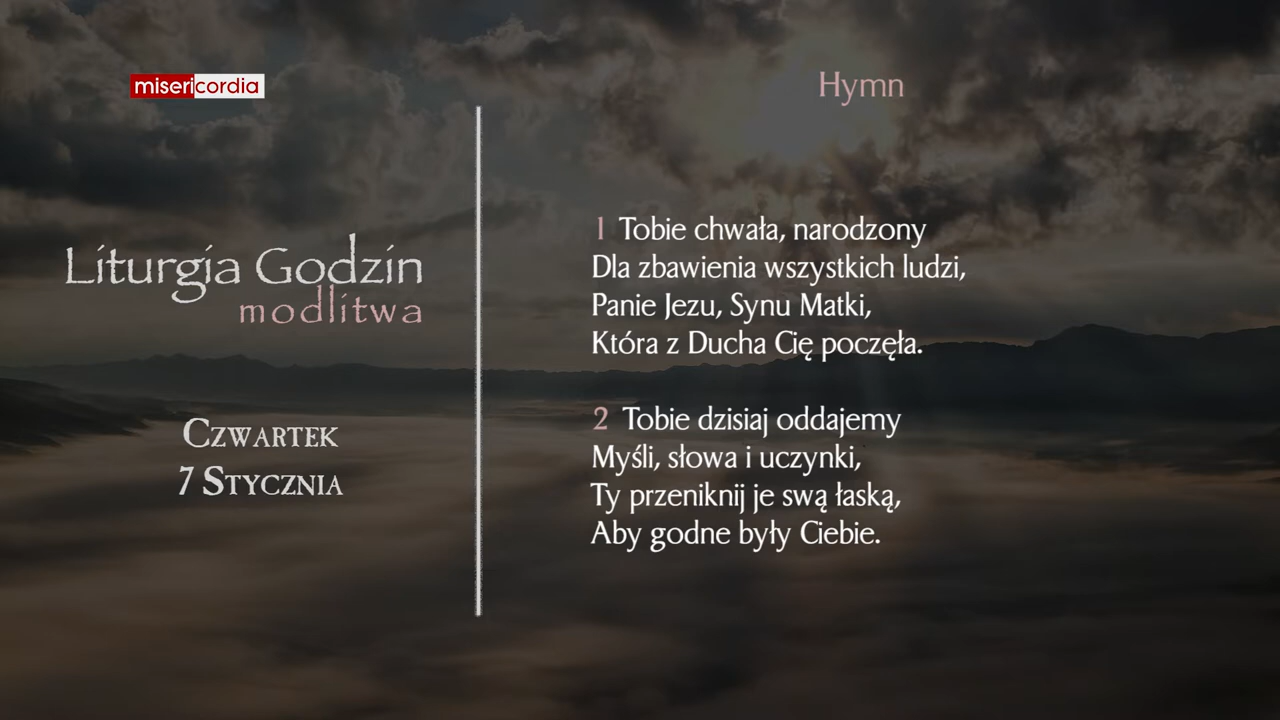 misericordia
Liturgia Godzin
modlitwa
Czwartek
7 Stycznia
Hymn
1 Tobie chwała, narodzony
Dla zbawienia wszystkich ludzi,
Panie Jezu, Synu Matki,
Która z Ducha Cię poczęła.
2 Tobie dzisiaj oddajemy
Myśli, słowa i uczynki,
Ty przeniknij je swą łaską,
Aby godne były Ciebie.